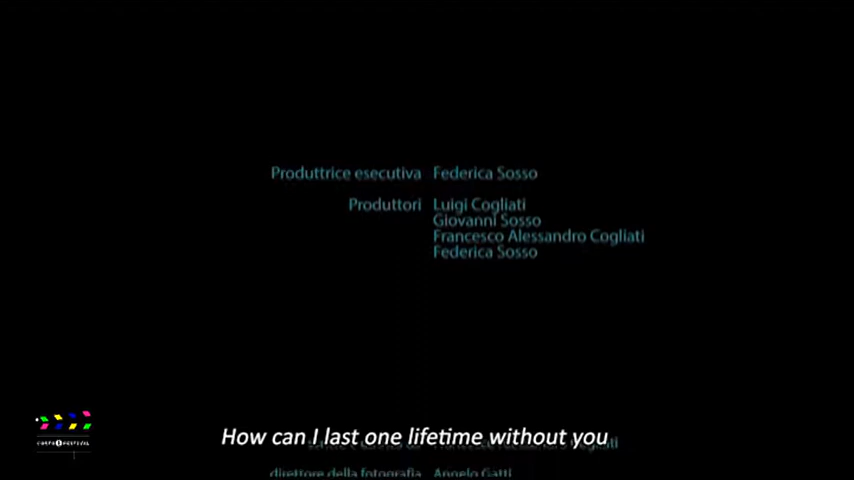 Produttrice esecutiva Federica Sosso
Produttori Luigi Cogliati
Giovanni Sosso
Francesco Alessandro Cogliati
Federica Sosso
How can I last one lifetime without you
direttore della fotografia Angelo Gatti